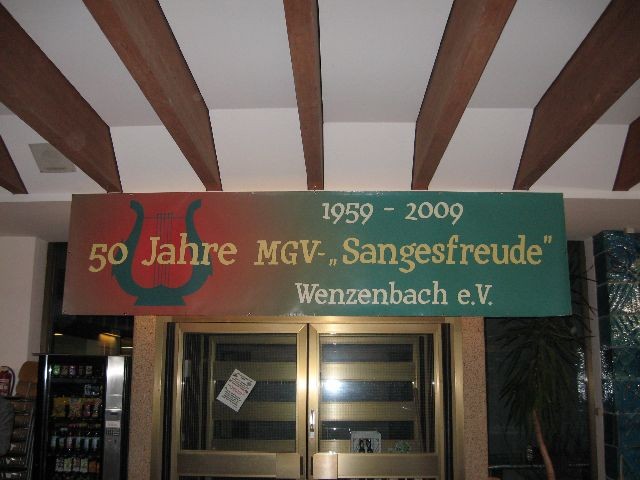 1959 - 2009
50 Jahre MGV-„Sangesfreude"
Wenzenbach e.V.